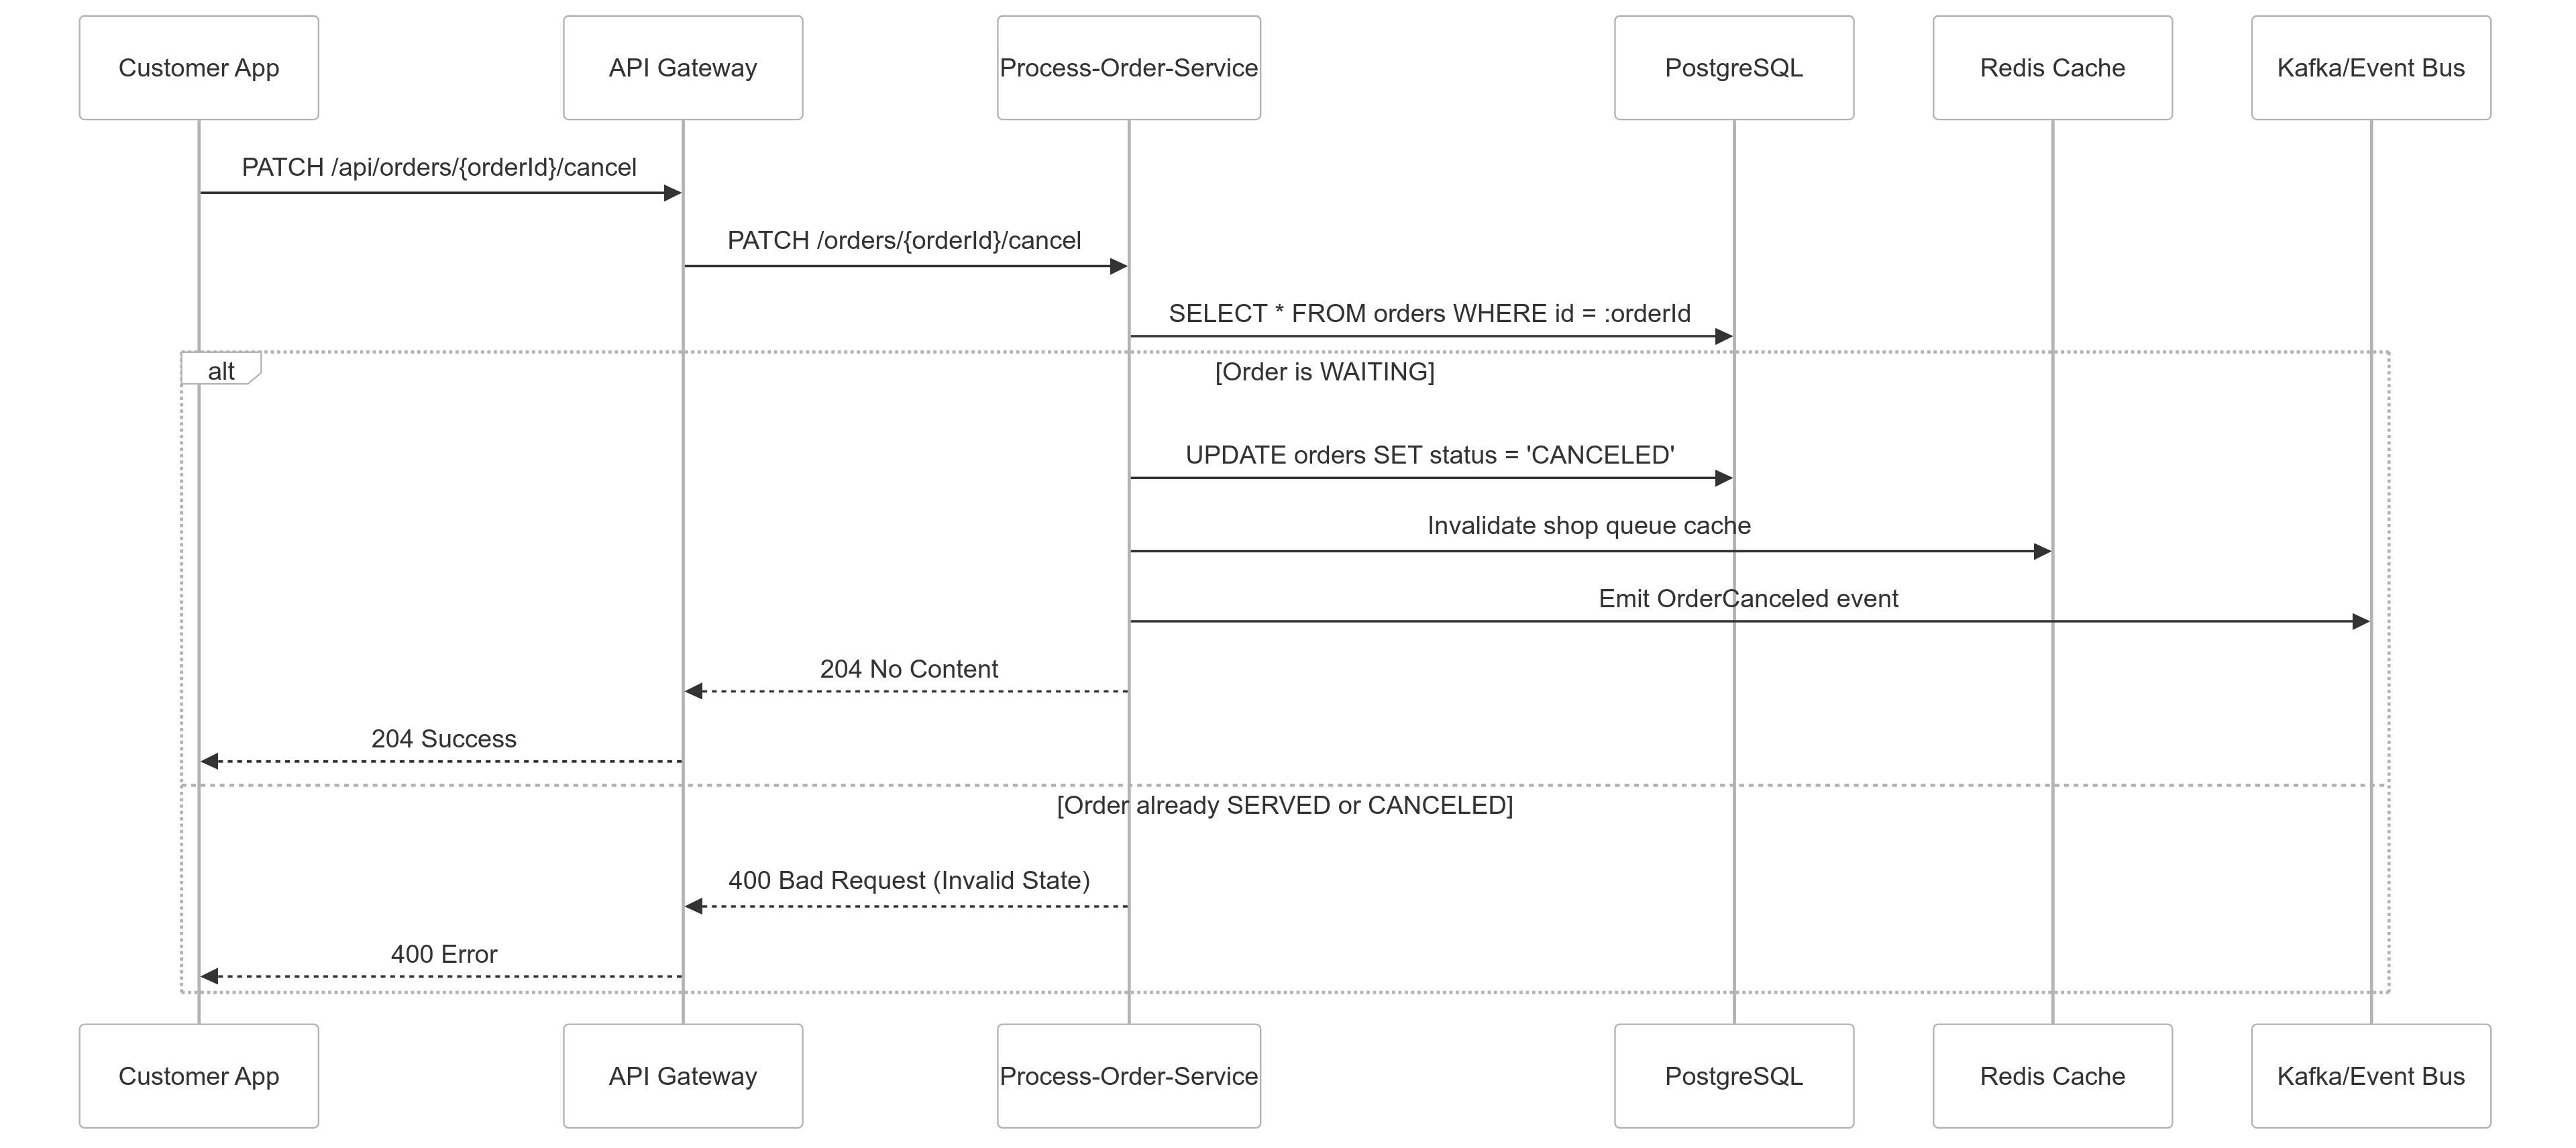 Customer App
API Gateway
Process-Order-Service
PostgreSQL
Redis Cache
Kafka/Event Bus
PATCH /api/orders/{orderId}/cancel
PATCH /orders/{orderId}/cancel
SELECT * FROM orders WHERE id = :orderId
alt
[Order is WAITING]
UPDATE orders SET status = 'CANCELED'
Invalidate shop queue cache
Emit OrderCanceled event
204 No Content
204 Success
[Order already SERVED or CANCELED]
400 Bad Request (Invalid State)
400 Error
Customer App
API Gateway
Process-Order-Service
PostgreSQL
Redis Cache
Kafka/Event Bus